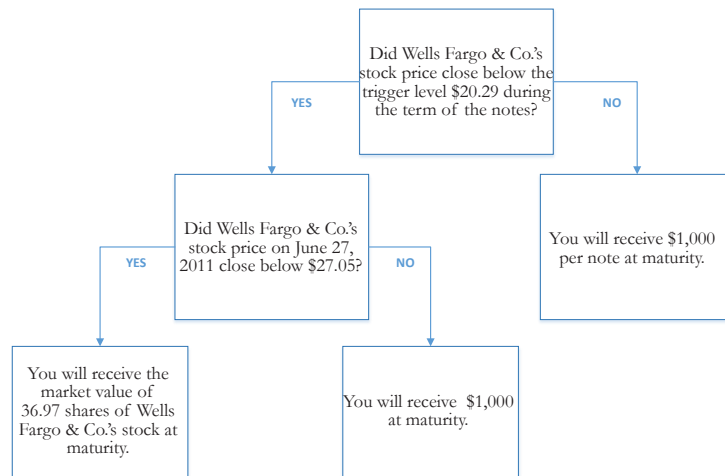 Did Wells Fargo & Co.'s
stock price close below the
trigger level $20.29 during
the term of the notes?
YES
NO
Did Wells Fargo & Co.'s
stock price on June 27,
2011 close below $27.05?
You will receive $1,000
per note at maturity.
YES
NO
You will receive the
market value of
36.97 shares of Wells
Fargo & Co.'s stock at
maturity.
You will receive $1,000
at maturity.